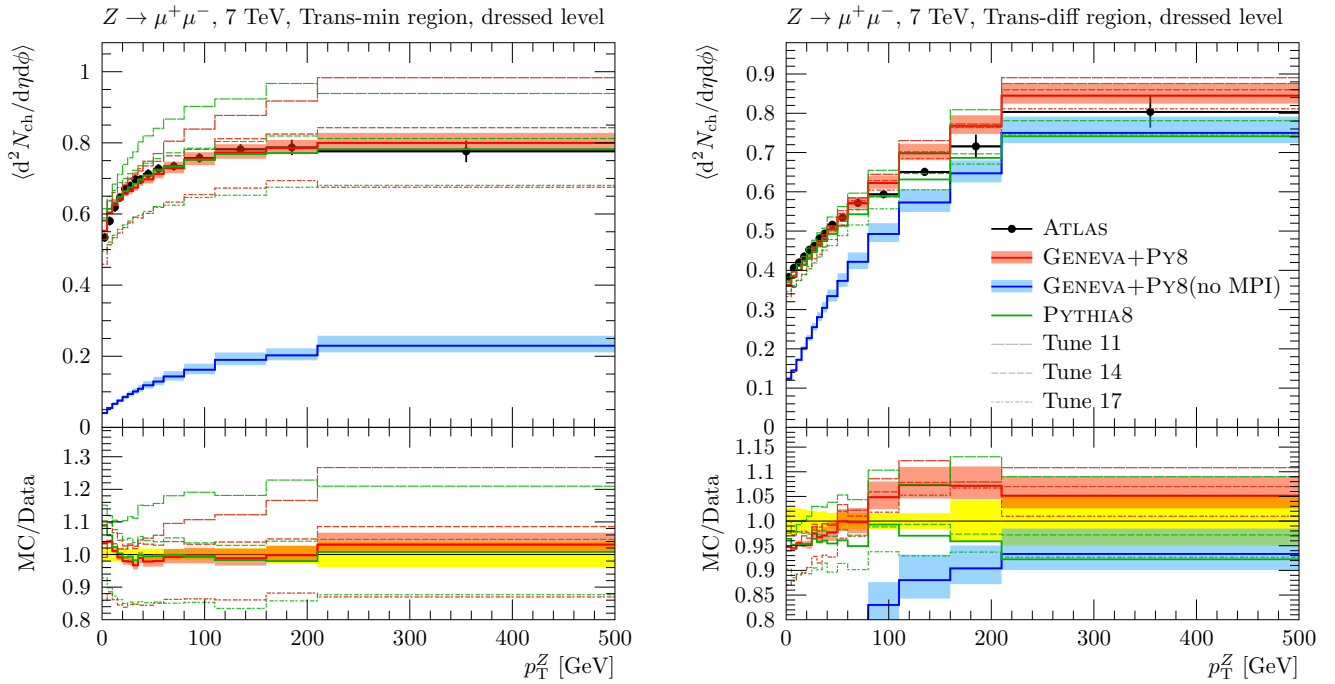 Z → μ⁺μ⁻, 7 TeV, Trans-min region, dressed level
⟨d²N_ch/dηdϕ⟩
1
0.8
0.6
0.4
0.2
0
MC/Data
1.3
1.2
1.1
1.0
0.9
0.8
0 100 200 300 400 500
p_T^Z [GeV]
Z → μ⁺μ⁻, 7 TeV, Trans-diff region, dressed level
⟨d²N_ch/dηdϕ⟩
0.9
0.8
0.7
0.6
0.5
0.4
0.3
0.2
0.1
0
ATLAS
GENEVA+PY8
GENEVA+PY8(no MPI)
PYTHIA8
Tune 11
Tune 14
Tune 17
MC/Data
1.15
1.1
1.05
1.0
0.95
0.9
0.85
0.8
0 100 200 300 400 500
p_T^Z [GeV]